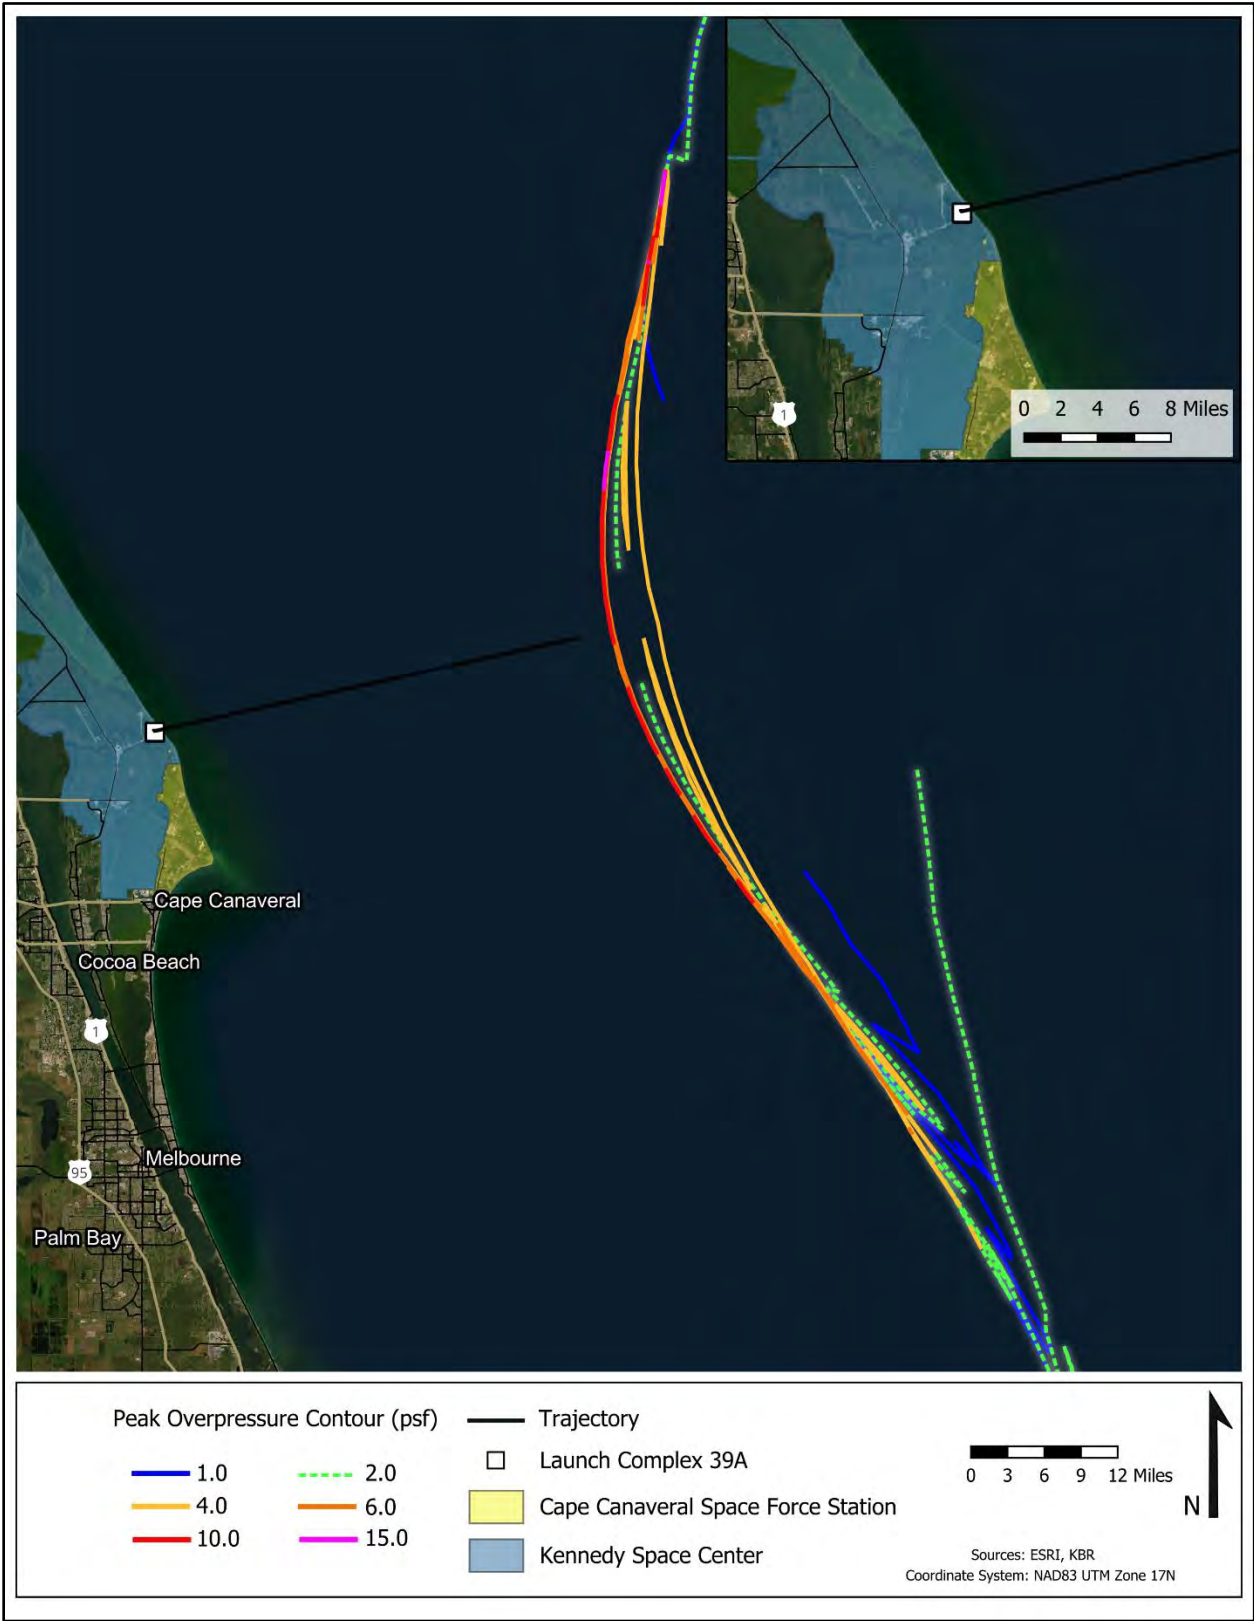 1
0 2 4 6 8 Miles
Cape Canaveral
Cocoa Beach
1
Melbourne
95
Palm Bay
Peak Overpressure Contour (psf)
1.0
2.0
4.0
6.0
10.0
15.0
Trajectory
Launch Complex 39A
Cape Canaveral Space Force Station
Kennedy Space Center
0 3 6 9 12 Miles
N
Sources: ESRI, KBR
Coordinate System: NAD83 UTM Zone 17N